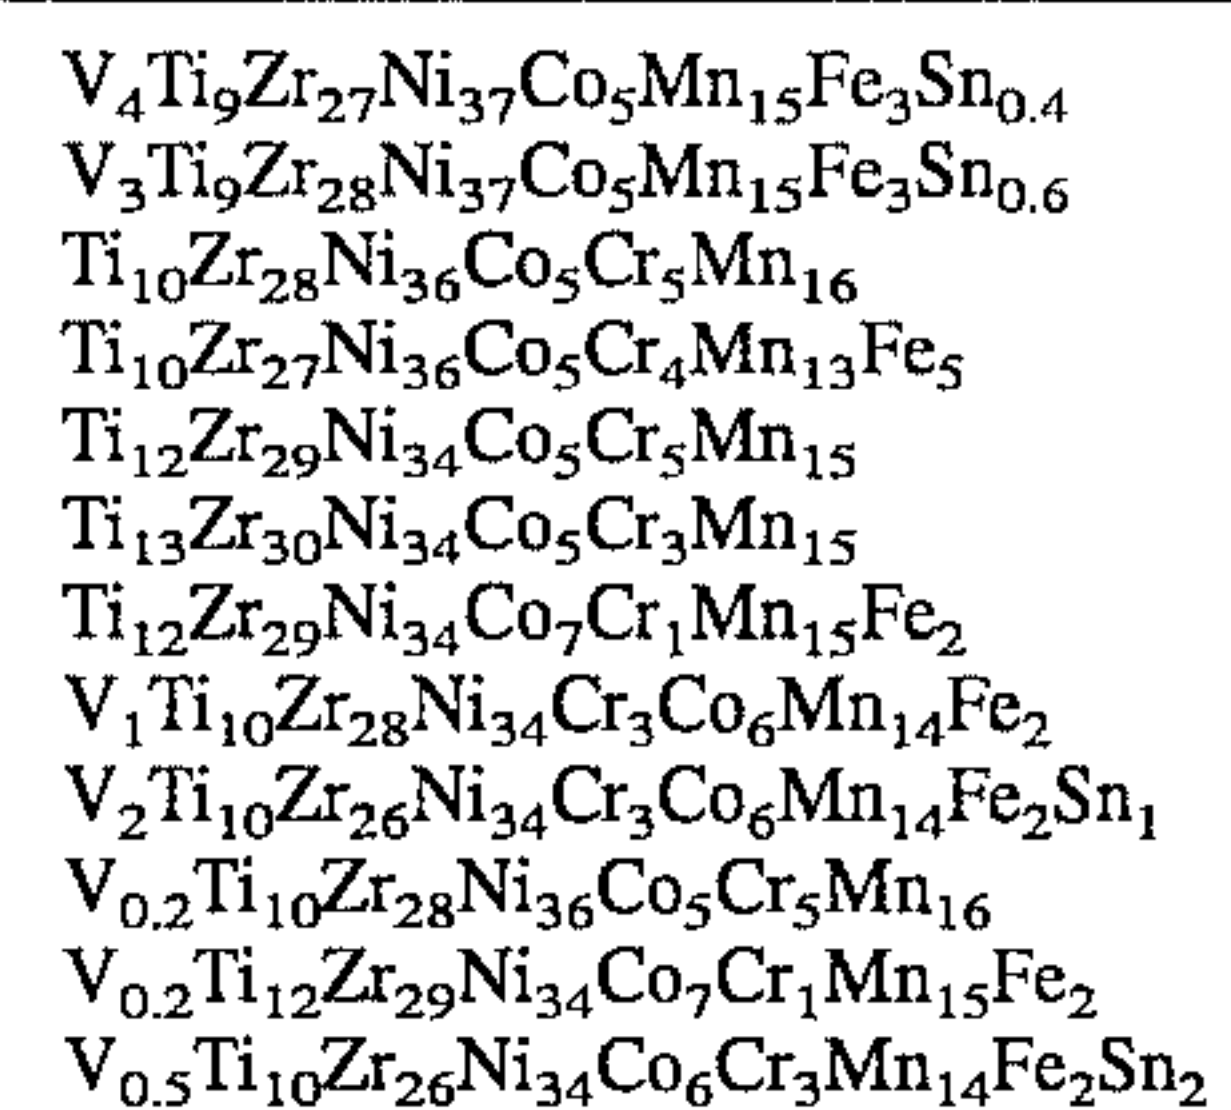 V₄Ti₉Zr₂₇Ni₃₇Co₅Mn₁₅Fe₃Sn₀.₄
V₃Ti₉Zr₂₈Ni₃₇Co₅Mn₁₅Fe₃Sn₀.₆
Ti₁₀Zr₂₈Ni₃₆Co₅Cr₅Mn₁₆
Ti₁₀Zr₂₇Ni₃₆Co₅Cr₄Mn₁₃Fe₅
Ti₁₂Zr₂₉Ni₃₄Co₅Cr₅Mn₁₅
Ti₁₃Zr₃₀Ni₃₄Co₅Cr₃Mn₁₅
Ti₁₂Zr₂₉Ni₃₄Co₇Cr₁Mn₁₅Fe₂
V₁Ti₁₀Zr₂₈Ni₃₄Cr₃Co₆Mn₁₄Fe₂
V₂Ti₁₀Zr₂₆Ni₃₄Cr₃Co₆Mn₁₄Fe₂Sn₁
V₀.₂Ti₁₀Zr₂₈Ni₃₆Co₅Cr₅Mn₁₆
V₀.₂Ti₁₂Zr₂₉Ni₃₄Co₇Cr₁Mn₁₅Fe₂
V₀.₅Ti₁₀Zr₂₆Ni₃₄Co₆Cr₃Mn₁₄Fe₂Sn₂